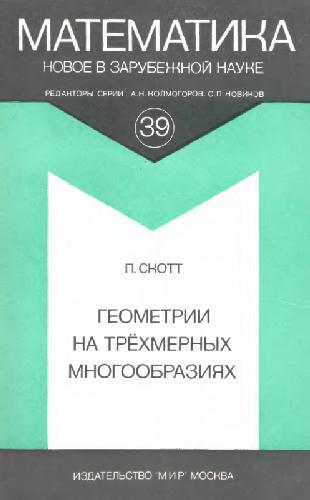 МАТЕМАТИКА
НОВОЕ В ЗАРУБЕЖНОЙ НАУКЕ
РЕДАКТОРЫ СЕРИИ А.Н. КОЛМОГОРОВ, С.П. НОВИКОВ
39
П. СКОТТ
ГЕОМЕТРИИ
НА ТРЁХМЕРНЫХ
МНОГООБРАЗИЯХ
ИЗДАТЕЛЬСТВО "МИР" МОСКВА